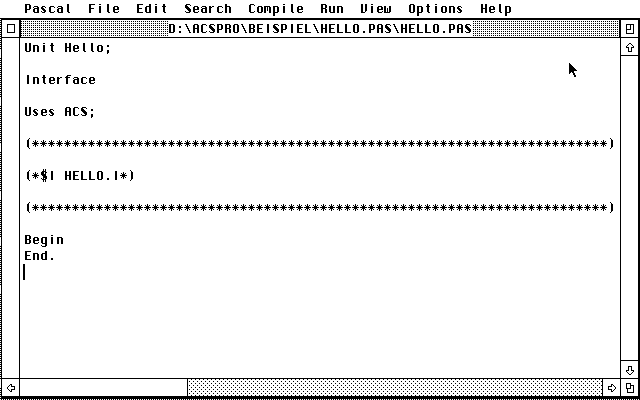 Pascal File Edit Search Compile Run View Options Help
D:\ACSPRO\BEISPIEL\HELLO.PAS\HELLO.PAS
Unit Hello;
Interface
Uses ACS;
(************************************************************************)
(*$I HELLO.I*)
(************************************************************************)
Begin
End.